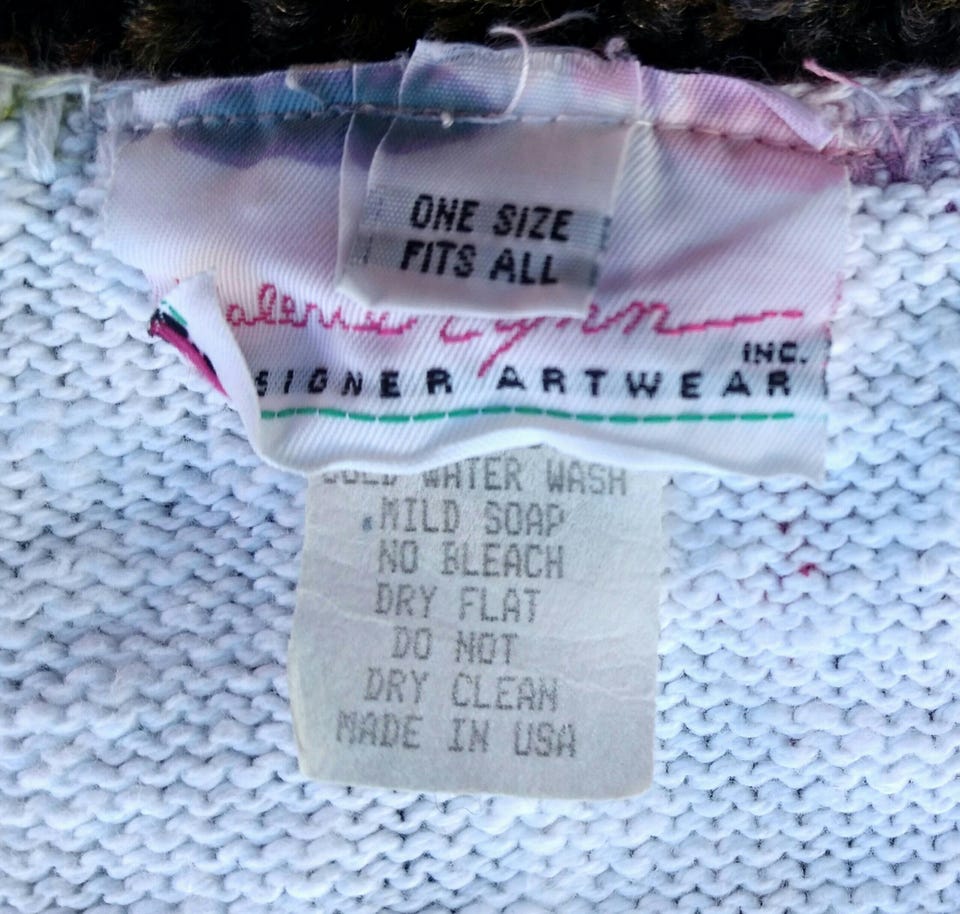 ONE SIZE
FITS ALL
Lynn
INC.
ARTWEAR
WATER WASH
MILD SOAP
NO BLEACH
DRY FLAT
DO NOT
DRY CLEAN
MADE IN USA